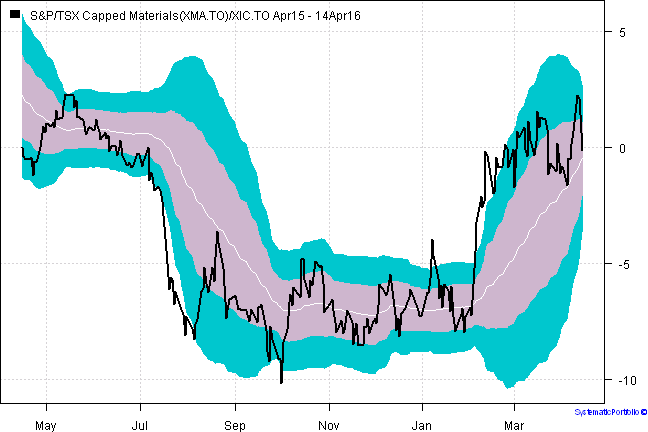 S&P/TSX Capped Materials(XMA.TO)/XIC.TO Apr15 - 14Apr16
5
0
-5
-10
May Jul Sep Nov Jan Mar
SystematicPortfolio ©